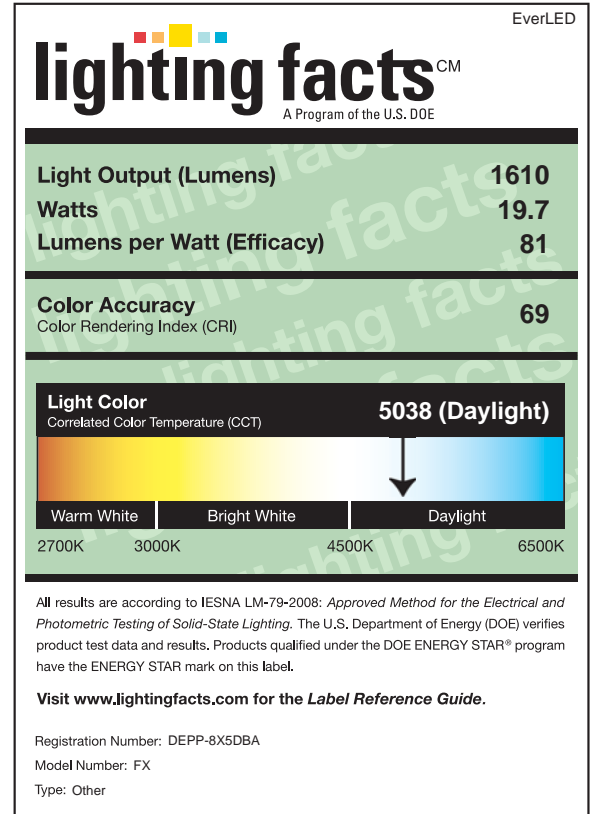 EverLED
lighting facts CM
A Program of the U.S. DOE
Light Output (Lumens) 1610
Watts 19.7
Lumens per Watt (Efficacy) 81
Color Accuracy
Color Rendering Index (CRI) 69
Light Color
Correlated Color Temperature (CCT) 5038 (Daylight)
Warm White Bright White Daylight
2700K 3000K 4500K 6500K
All results are according to IESNA LM-79-2008: Approved Method for the Electrical and
Photometric Testing of Solid-State Lighting. The U.S. Department of Energy (DOE) verifies
product test data and results. Products qualified under the DOE ENERGY STAR® program
have the ENERGY STAR mark on this label.
Visit www.lightingfacts.com for the Label Reference Guide.
Registration Number: DEPP-8X5DBA
Model Number: FX
Type: Other